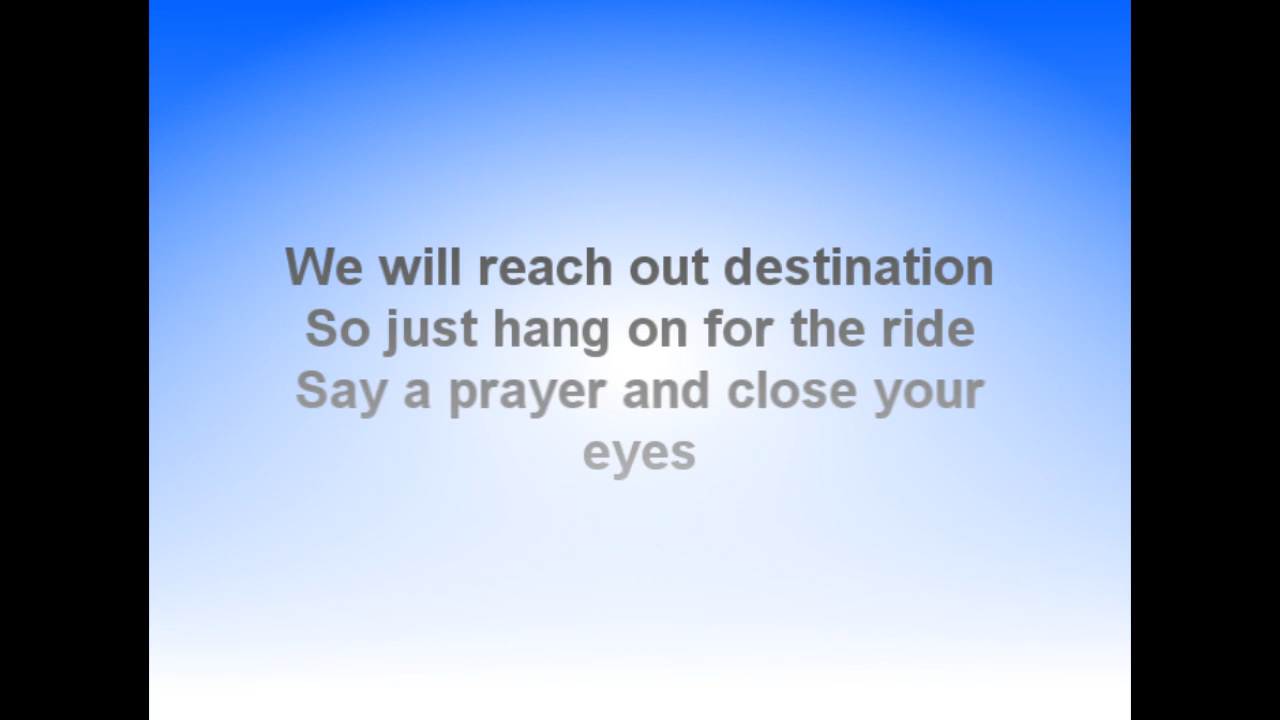 We will reach out destination
So just hang on for the ride
Say a prayer and close your
eyes